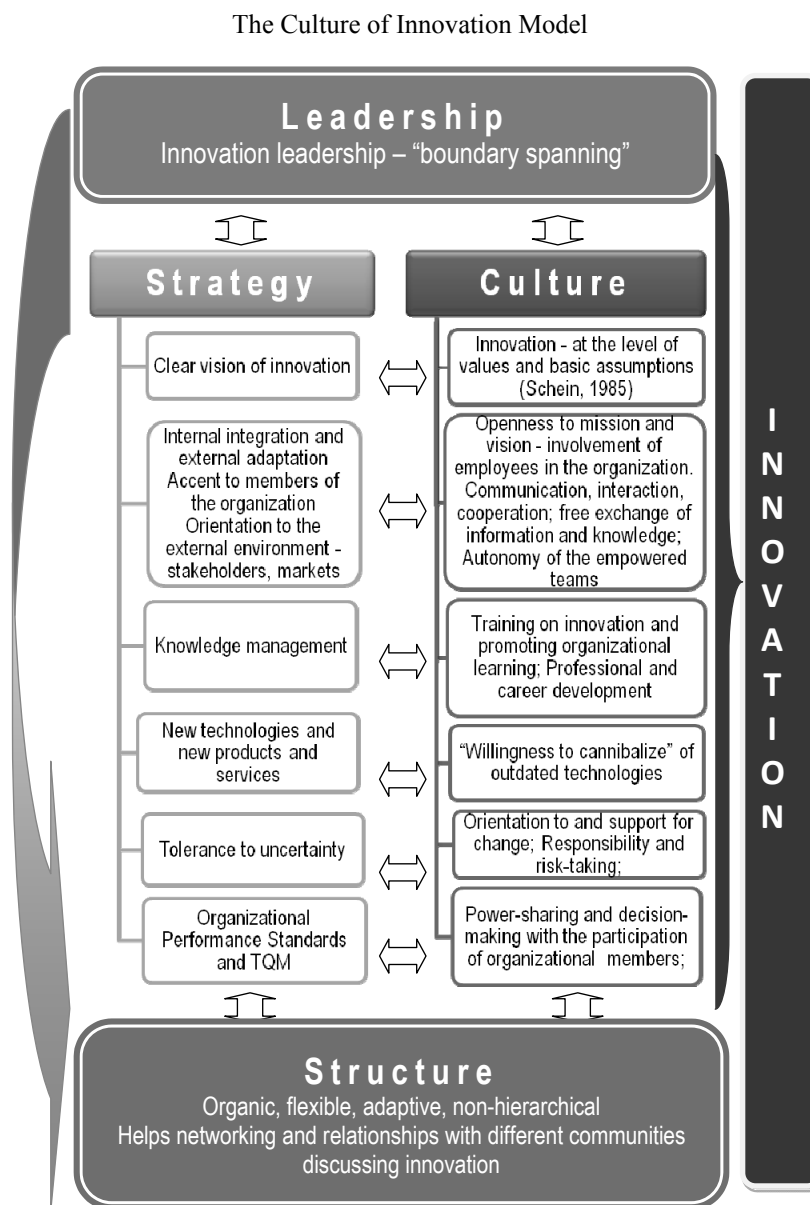 The Culture of Innovation Model
Leadership
Innovation leadership – “boundary spanning”
Strategy
Clear vision of innovation
Internal integration and
external adaptation
Accent to members of
the organization
Orientation to the
external environment -
stakeholders, markets
Knowledge management
New technologies and
new products and
services
Tolerance to uncertainty
Organizational
Performance Standards
and TQM
Culture
Innovation - at the level of
values and basic assumptions
(Schein, 1985)
Openness to mission and
vision - involvement of
employees in the organization.
Communication, interaction,
cooperation; free exchange of
information and knowledge;
Autonomy of the empowered
teams
Training on innovation and
promoting organizational
learning; Professional and
career development
“Willingness to cannibalize” of
outdated technologies
Orientation to and support for
change; Responsibility and
risk-taking;
Power-sharing and decision-
making with the participation
of organizational members;
Structure
Organic, flexible, adaptive, non-hierarchical
Helps networking and relationships with different communities
discussing innovation
INNOVATION